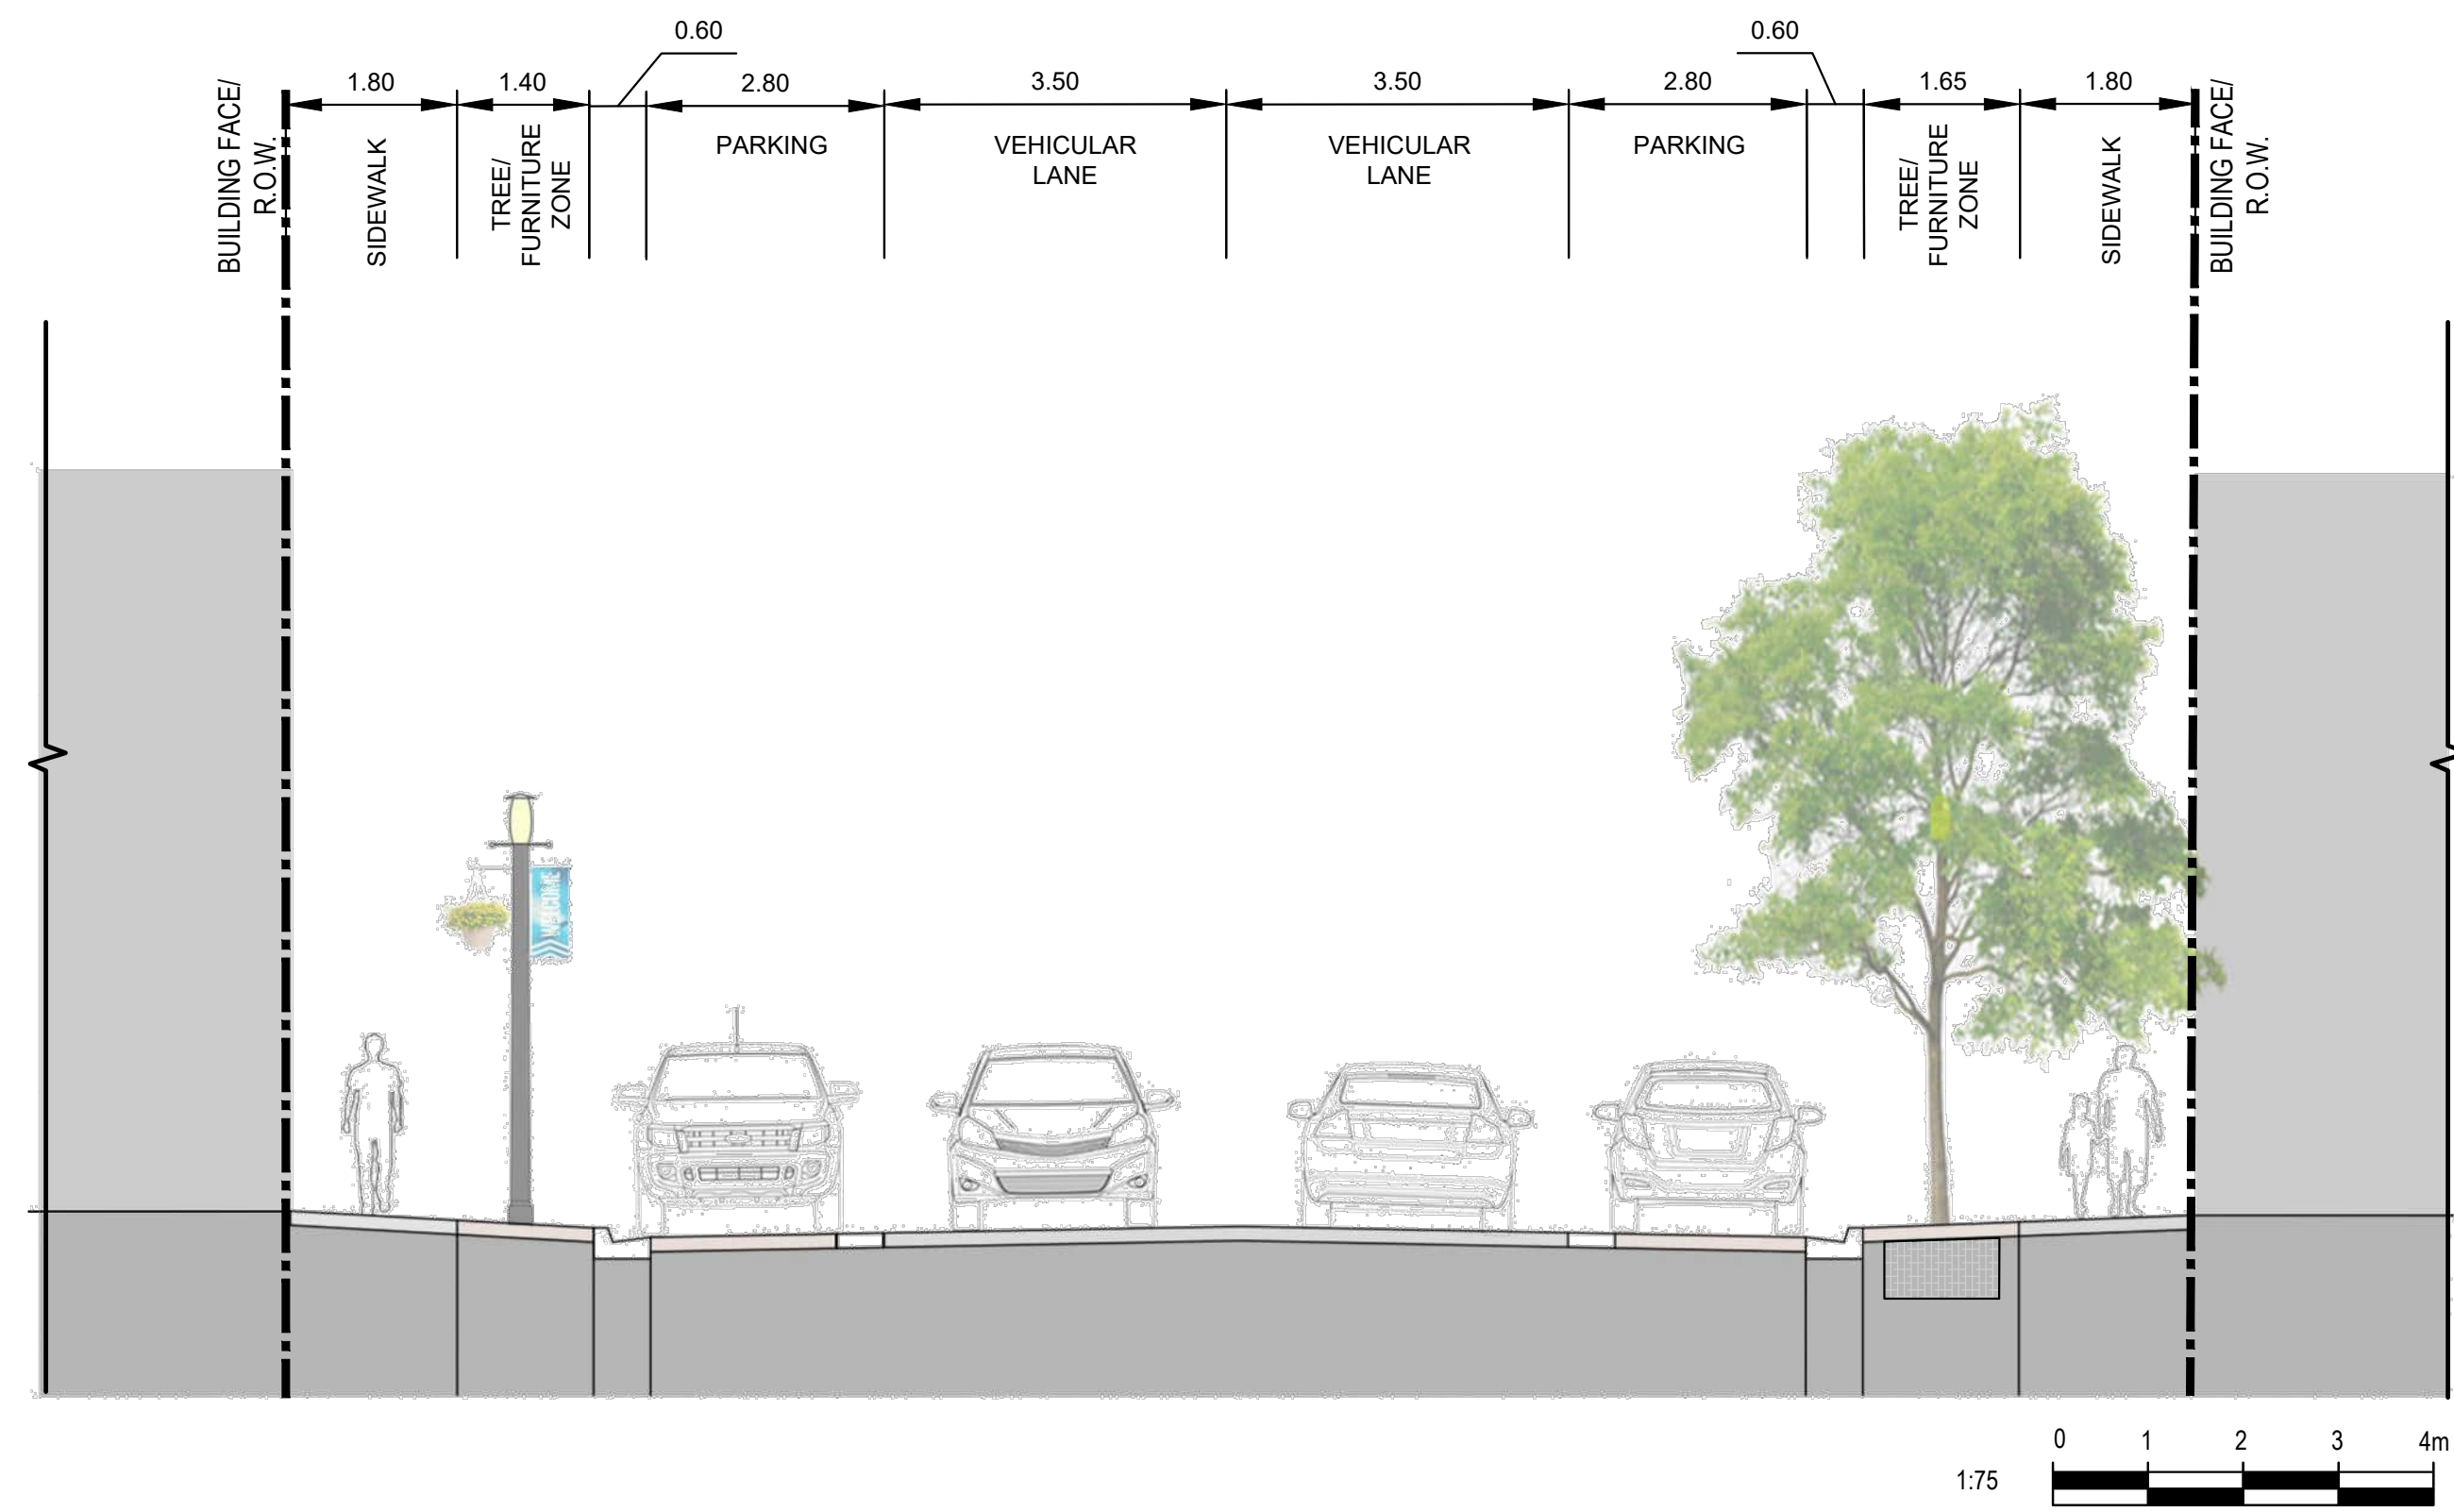 0.60
0.60
1.80
1.40
2.80
3.50
3.50
2.80
1.65
1.80
BUILDING FACE/
R.O.W.
SIDEWALK
TREE/
FURNITURE
ZONE
PARKING
VEHICULAR
LANE
VEHICULAR
LANE
PARKING
TREE/
FURNITURE
ZONE
SIDEWALK
BUILDING FACE/
R.O.W.
WELCOME
0 1 2 3 4m
1:75